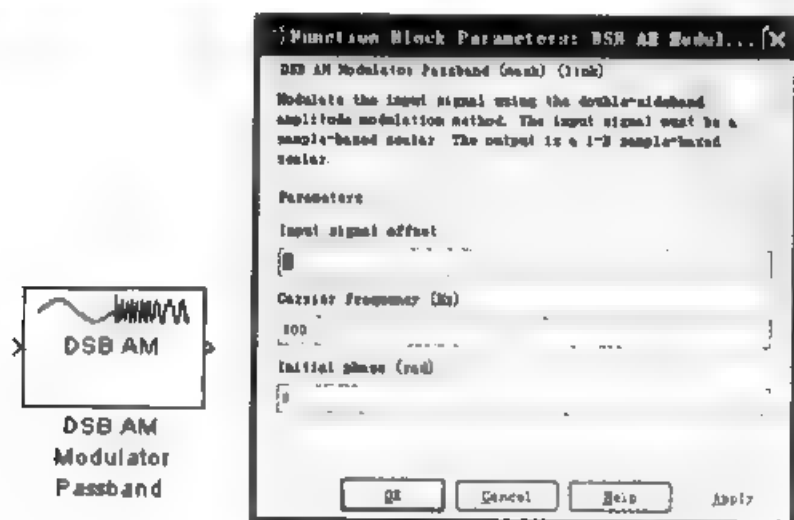 Function Block Parameters: DSB AM Modul...
DSB AM Modulator Passband (mask) (link)
Modulate the input signal using the double-sideband
amplitude modulation method. The input signal must be a
sample-based scalar. The output is a 1-D sample-based
scalar.
Parameters
Input signal offset
Carrier frequency (Hz)
Initial phase (rad)
OK
Cancel
Help
Apply
DSB AM
DSB AM
Modulator
Passband